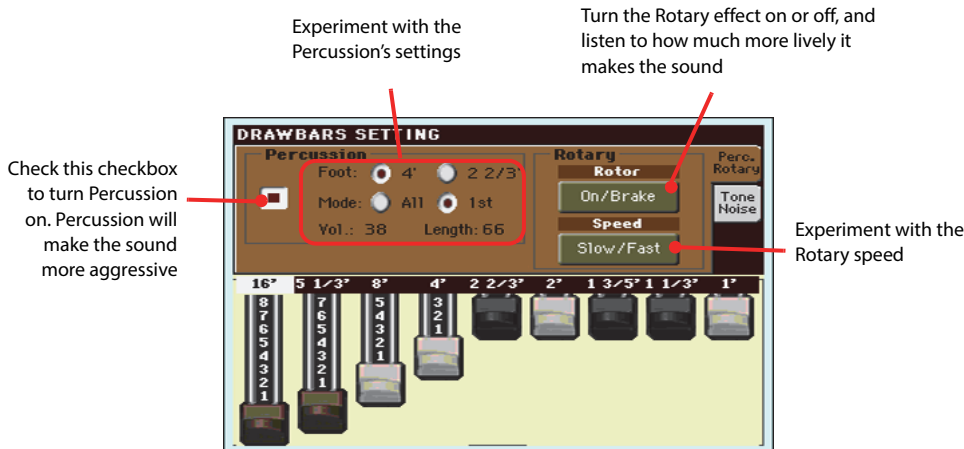 Experiment with the
Percussion's settings
Turn the Rotary effect on or off, and
listen to how much more lively it
makes the sound
Check this checkbox
to turn Percussion
on. Percussion will
make the sound
more aggressive
DRAWBARS SETTING
Percussion
Foot: 4' 2 2/3'
Mode: All 1st
Vol.: 38 Length: 66
Rotary
Rotor
On/Brake
Speed
Slow/Fast
Perc.
Rotary
Tone
Noise
Experiment with the
Rotary speed
16' 5 1/3' 8' 4' 2 2/3' 2' 1 3/5' 1 1/3' 1'
8 7 5 3
7 6 4 2
6 5 3 1
5 4 2
4 3 1
3 2
2 1
1